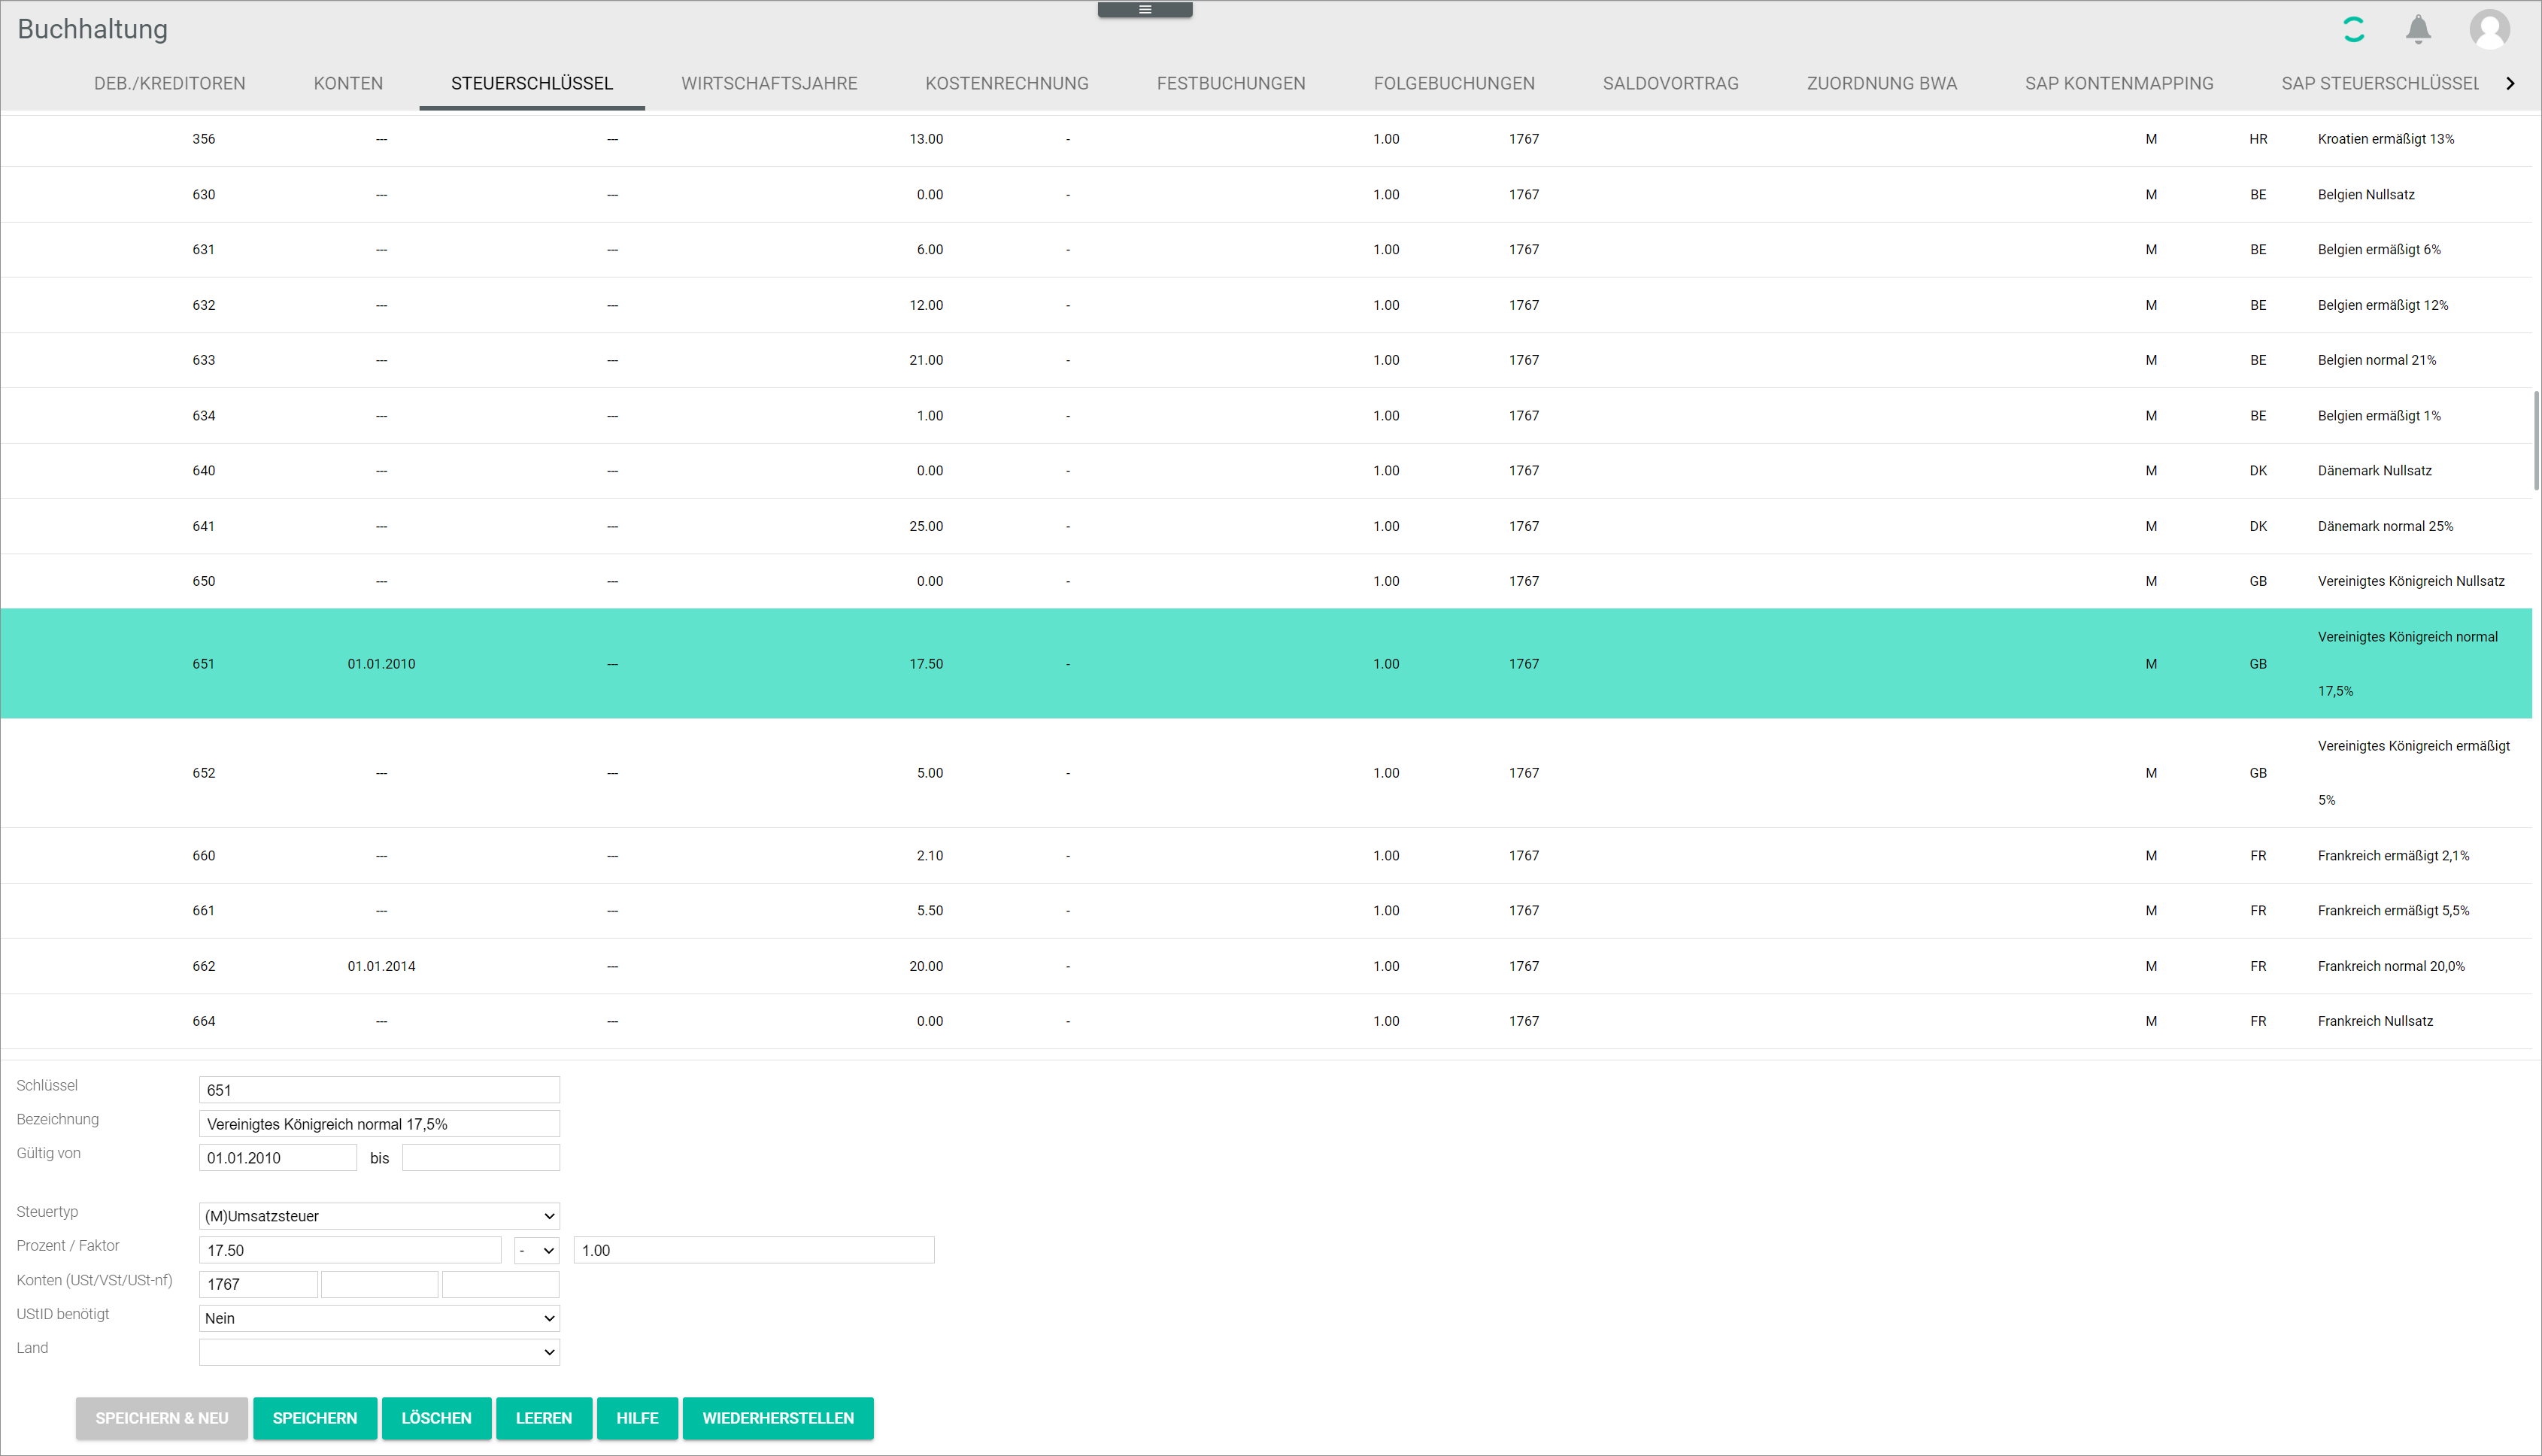 Buchhaltung
DEB./KREDITOREN KONTEN STEUERSCHLÜSSEL WIRTSCHAFTSJAHRE KOSTENRECHNUNG FESTBUCHUNGEN FOLGEBUCHUNGEN SALDOVORTRAG ZUORDNUNG BWA SAP KONTENMAPPING SAP STEUERSCHLÜSSEL
356 --- --- 13.00 - 1.00 1767 M HR Kroatien ermäßigt 13%
630 --- --- 0.00 - 1.00 1767 M BE Belgien Nullsatz
631 --- --- 6.00 - 1.00 1767 M BE Belgien ermäßigt 6%
632 --- --- 12.00 - 1.00 1767 M BE Belgien ermäßigt 12%
633 --- --- 21.00 - 1.00 1767 M BE Belgien normal 21%
634 --- --- 1.00 - 1.00 1767 M BE Belgien ermäßigt 1%
640 --- --- 0.00 - 1.00 1767 M DK Dänemark Nullsatz
641 --- --- 25.00 - 1.00 1767 M DK Dänemark normal 25%
650 --- --- 0.00 - 1.00 1767 M GB Vereinigtes Königreich Nullsatz
651 01.01.2010 --- 17.50 - 1.00 1767 M GB Vereinigtes Königreich normal
17,5%
652 --- --- 5.00 - 1.00 1767 M GB Vereinigtes Königreich ermäßigt
5%
660 --- --- 2.10 - 1.00 1767 M FR Frankreich ermäßigt 2,1%
661 --- --- 5.50 - 1.00 1767 M FR Frankreich ermäßigt 5,5%
662 01.01.2014 --- 20.00 - 1.00 1767 M FR Frankreich normal 20,0%
664 --- --- 0.00 - 1.00 1767 M FR Frankreich Nullsatz
Schlüssel 651
Bezeichnung Vereinigtes Königreich normal 17,5%
Gültig von 01.01.2010 bis
Steuertyp (M)Umsatzsteuer
Prozent / Faktor 17.50 - 1.00
Konten (USt/VSt/USt-nf) 1767
UStID benötigt Nein
Land
SPEICHERN & NEU SPEICHERN LÖSCHEN LEEREN HILFE WIEDERHERSTELLEN